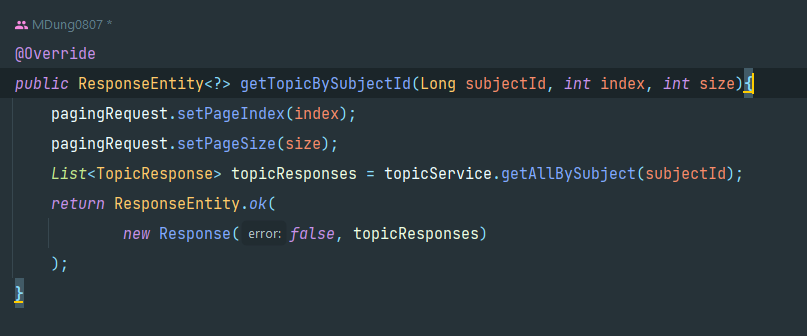 MDung0807 *
@Override
public ResponseEntity<?> getTopicBySubjectId(Long subjectId, int index, int size){
pagingRequest.setPageIndex(index);
pagingRequest.setPageSize(size);
List<TopicResponse> topicResponses = topicService.getAllBySubject(subjectId);
return ResponseEntity.ok(
new Response( error: false, topicResponses)
);
}